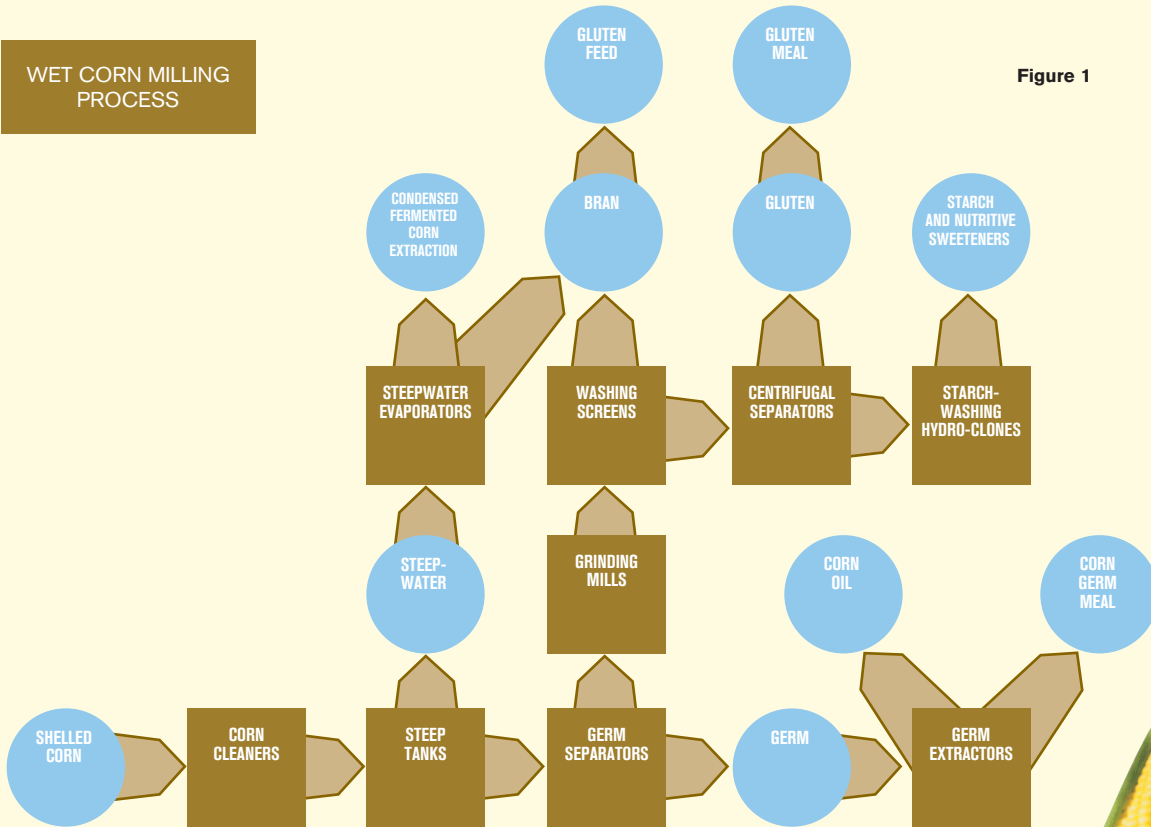 WET CORN MILLING
PROCESS
Figure 1
GLUTEN
FEED
GLUTEN
MEAL
CONDENSED
FERMENTED
CORN
EXTRACTION
BRAN
GLUTEN
STARCH
AND NUTRITIVE
SWEETENERS
STEEPWATER
EVAPORATORS
WASHING
SCREENS
CENTRIFUGAL
SEPARATORS
STARCH-
WASHING
HYDRO-CLONES
STEEP-
WATER
GRINDING
MILLS
CORN
OIL
CORN
GERM
MEAL
SHELLED
CORN
CORN
CLEANERS
STEEP
TANKS
GERM
SEPARATORS
GERM
GERM
EXTRACTORS